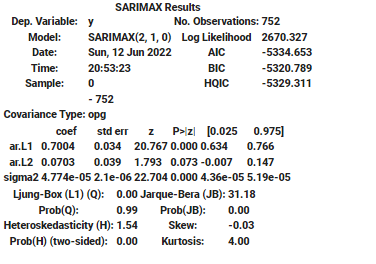 SARIMAX Results
Dep. Variable: y No. Observations: 752
Model: SARIMAX(2, 1, 0) Log Likelihood 2670.327
Date: Sun, 12 Jun 2022 AIC -5334.653
Time: 20:53:23 BIC -5320.789
Sample: 0 HQIC -5329.311
- 752
Covariance Type: opg
coef std err z P>|z| [0.025 0.975]
ar.L1 0.7004 0.034 20.767 0.000 0.634 0.766
ar.L2 0.0703 0.039 1.793 0.073 -0.007 0.147
sigma2 4.774e-05 2.1e-06 22.704 0.000 4.36e-05 5.19e-05
Ljung-Box (L1) (Q): 0.00 Jarque-Bera (JB): 31.18
Prob(Q): 0.99 Prob(JB): 0.00
Heteroskedasticity (H): 1.54 Skew: -0.03
Prob(H) (two-sided): 0.00 Kurtosis: 4.00